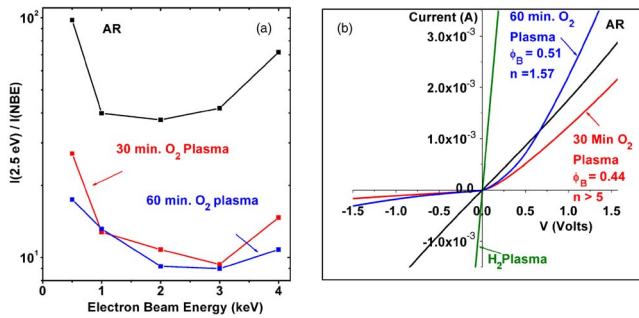 (a)
AR
I(2.5 eV) / I(NBE)
10²
10¹
30 min. O₂ Plasma
60 min. O₂ plasma
0 1 2 3 4
Electron Beam Energy (keV)
(b)
Current (A)
AR
60 min. O₂
Plasma
ϕB = 0.51
n =1.57
3.0x10⁻³
2.0x10⁻³
1.0x10⁻³
0.0
-1.0x10⁻³
30 Min O₂
Plasma
ϕB = 0.44
n > 5
-1.5 -1.0 -0.5 0.0 0.5 1.0 1.5
V (Volts)
H₂Plasma